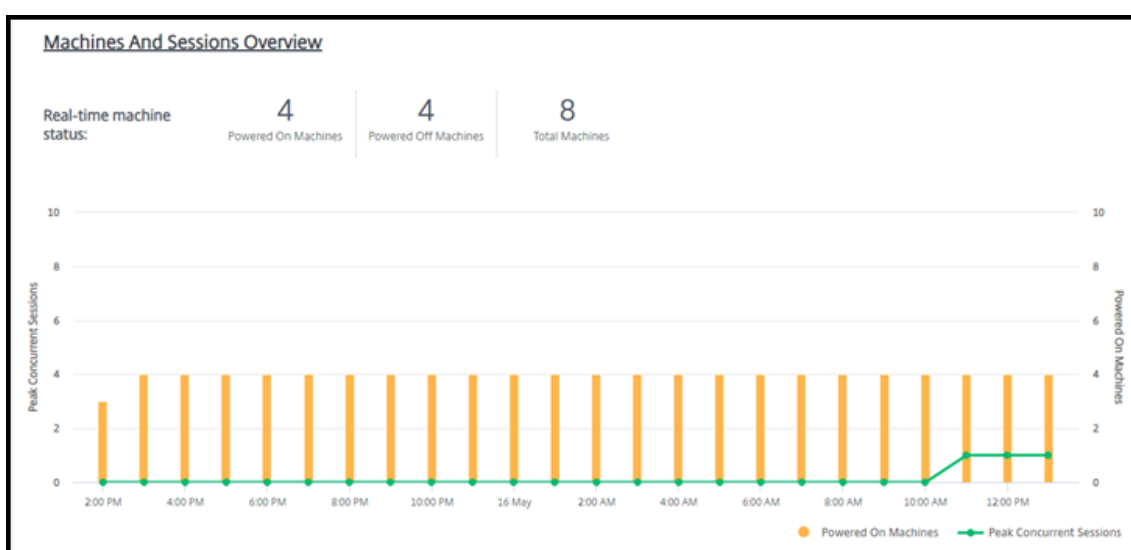 Machines And Sessions Overview
Real-time machine status:
4
Powered On Machines
4
Powered Off Machines
8
Total Machines
Peak Concurrent Sessions
10
8
6
4
2
0
10
8
6
4
2
0
Powered On Machines
2:00 PM 4:00 PM 6:00 PM 8:00 PM 10:00 PM 16 May 2:00 AM 4:00 AM 6:00 AM 8:00 AM 10:00 AM 12:00 PM
Powered On Machines Peak Concurrent Sessions